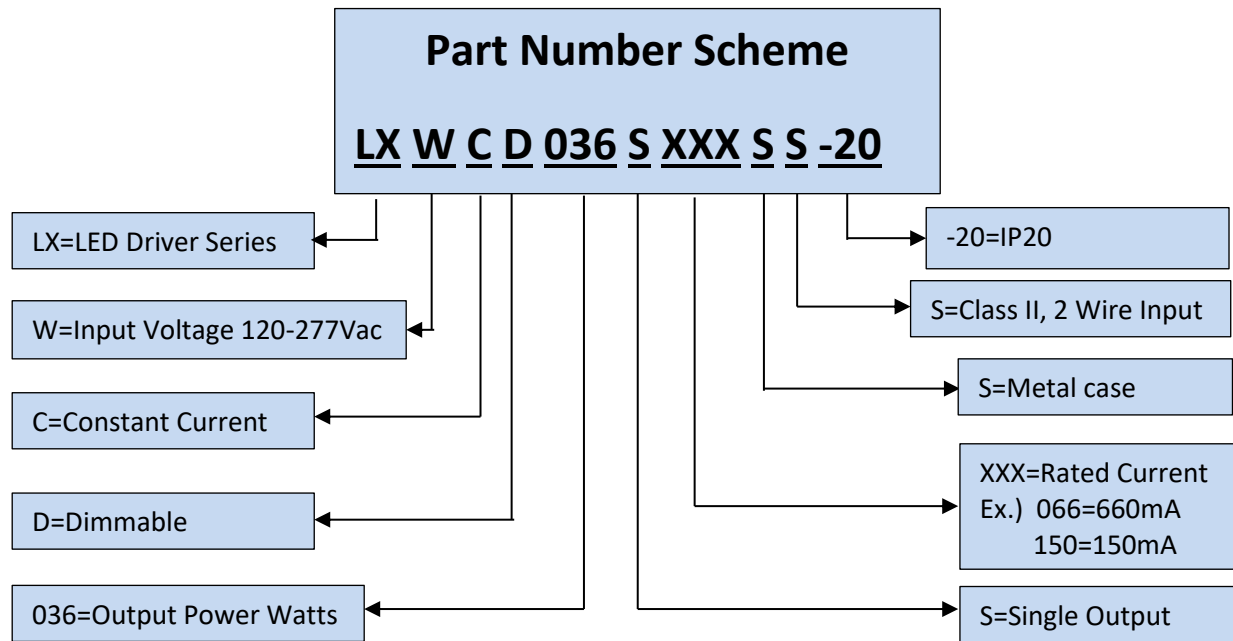 Part Number Scheme
LX W C D 036 S XXX S S -20
LX=LED Driver Series
W=Input Voltage 120-277Vac
C=Constant Current
D=Dimmable
036=Output Power Watts
-20=IP20
S=Class II, 2 Wire Input
S=Metal case
XXX=Rated Current
Ex.) 066=660mA
150=150mA
S=Single Output